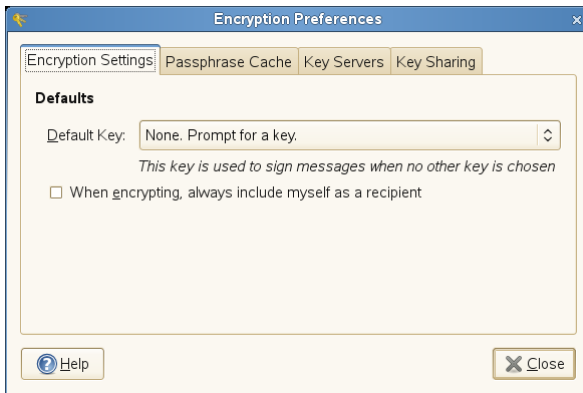 Encryption Preferences
Encryption Settings Passphrase Cache Key Servers Key Sharing
Defaults
Default Key: None. Prompt for a key.
This key is used to sign messages when no other key is chosen
When encrypting, always include myself as a recipient
Help Close